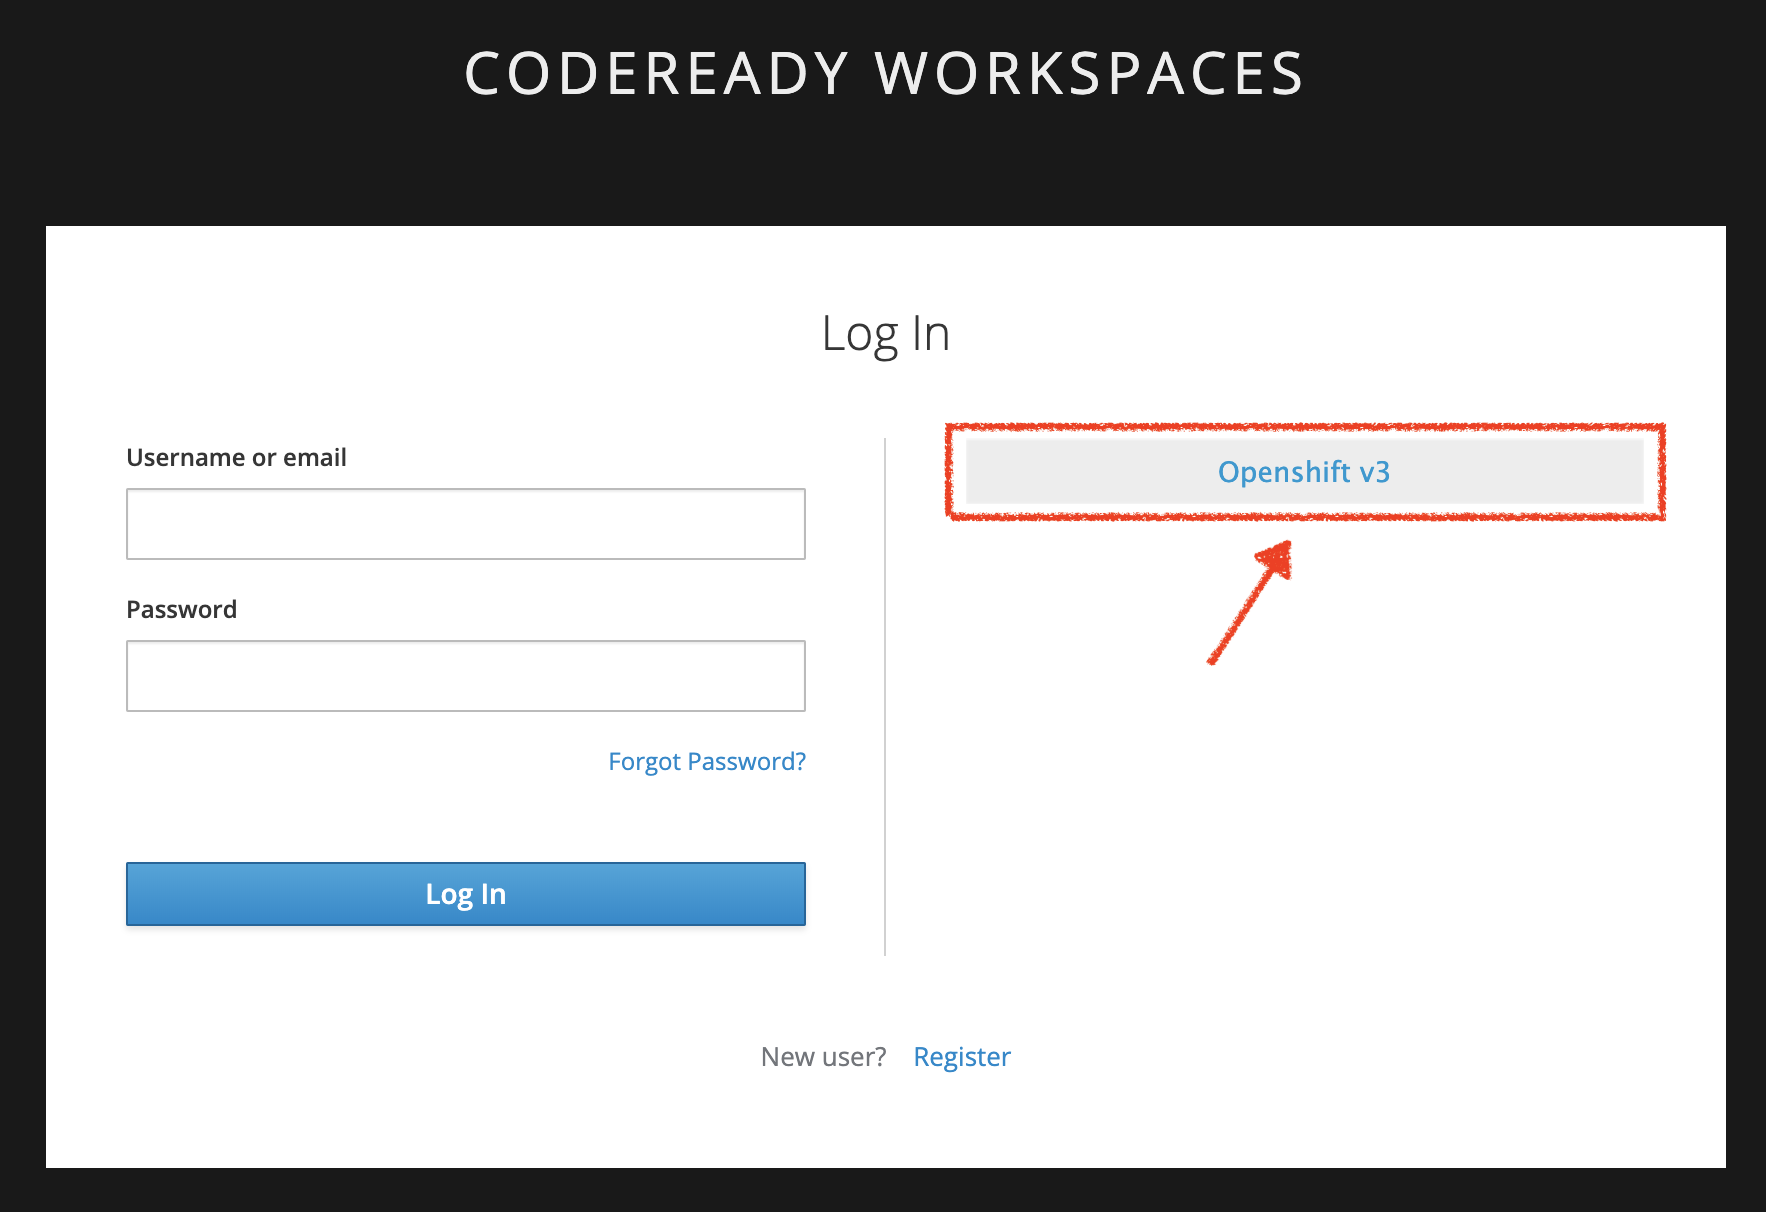 CODEREADY WORKSPACES
Log In
Username or email
Password
Forgot Password?
Log In
Openshift v3
New user? Register